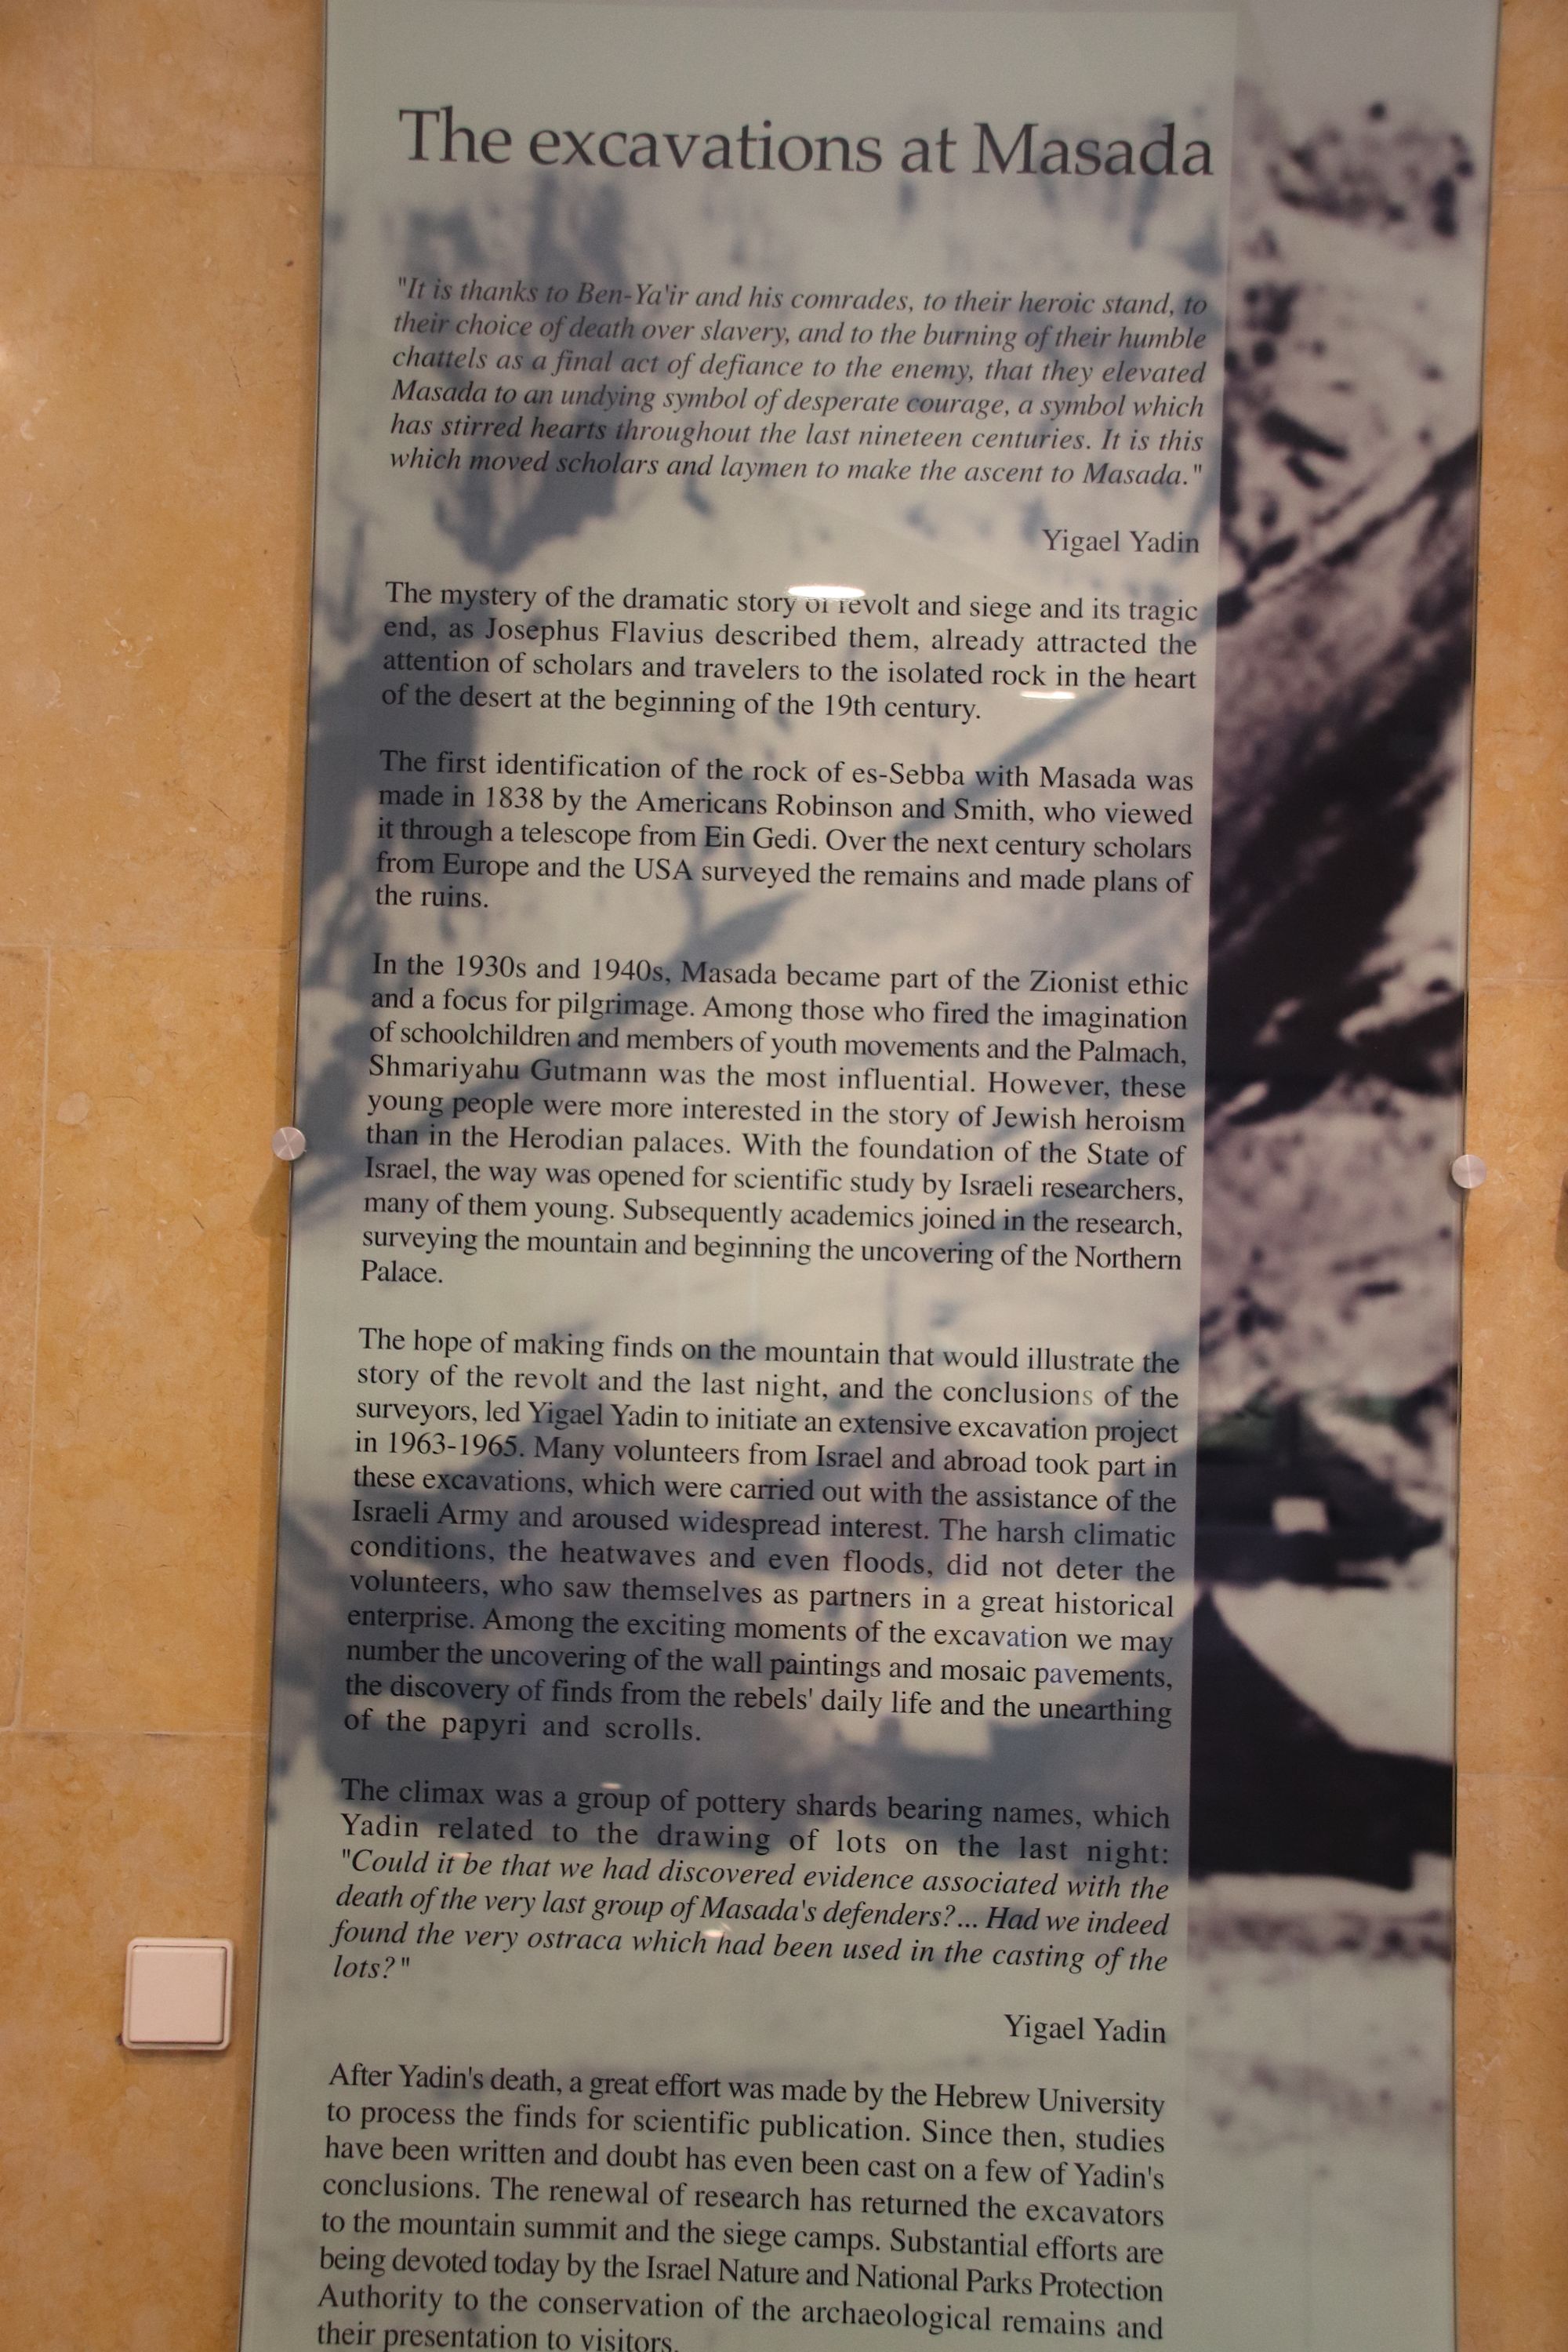 The excavations at Masada
"It is thanks to Ben-Ya'ir and his comrades, to their heroic stand, to
their choice of death over slavery, and to the burning of their humble
chattels as a final act of defiance to the enemy, that they elevated
Masada to an undying symbol of desperate courage, a symbol which
has stirred hearts throughout the last nineteen centuries. It is this
which moved scholars and laymen to make the ascent to Masada."
Yigael Yadin
The mystery of the dramatic story of revolt and siege and its tragic
end, as Josephus Flavius described them, already attracted the
attention of scholars and travelers to the isolated rock in the heart
of the desert at the beginning of the 19th century.
The first identification of the rock of es-Sebba with Masada was
made in 1838 by the Americans Robinson and Smith, who viewed
it through a telescope from Ein Gedi. Over the next century scholars
from Europe and the USA surveyed the remains and made plans of
the ruins.
In the 1930s and 1940s, Masada became part of the Zionist ethic
and a focus for pilgrimage. Among those who fired the imagination
of schoolchildren and members of youth movements and the Palmach,
Shmariyahu Gutmann was the most influential. However, these
young people were more interested in the story of Jewish heroism
than in the Herodian palaces. With the foundation of the State of
Israel, the way was opened for scientific study by Israeli researchers,
many of them young. Subsequently academics joined in the research,
surveying the mountain and beginning the uncovering of the Northern
Palace.
The hope of making finds on the mountain that would illustrate the
story of the revolt and the last night, and the conclusions of the
surveyors, led Yigael Yadin to initiate an extensive excavation project
in 1963-1965. Many volunteers from Israel and abroad took part in
these excavations, which were carried out with the assistance of the
Israeli Army and aroused widespread interest. The harsh climatic
conditions, the heatwaves and even floods, did not deter the
volunteers, who saw themselves as partners in a great historical
enterprise. Among the exciting moments of the excavation we may
number the uncovering of the wall paintings and mosaic pavements,
the discovery of finds from the rebels' daily life and the unearthing
of the papyri and scrolls.
The climax was a group of pottery shards bearing names, which
Yadin related to the drawing of lots on the last night:
"Could it be that we had discovered evidence associated with the
death of the very last group of Masada's defenders?... Had we indeed
found the very ostraca which had been used in the casting of the
lots?"
Yigael Yadin
After Yadin's death, a great effort was made by the Hebrew University
to process the finds for scientific publication. Since then, studies
have been written and doubt has even been cast on a few of Yadin's
conclusions. The renewal of research has returned the excavators
to the mountain summit and the siege camps. Substantial efforts are
being devoted today by the Israel Nature and National Parks Protection
Authority to the conservation of the archaeological remains and
their presentation to visitors.